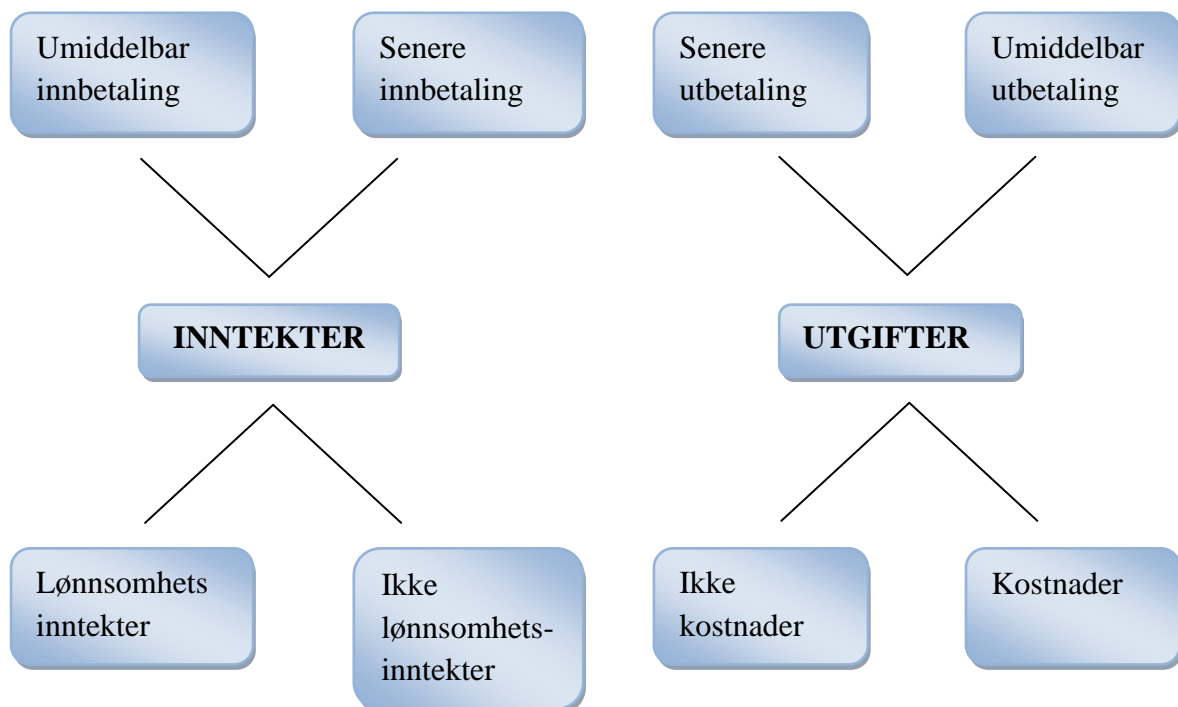 Umiddelbar
innbetaling
Senere
innbetaling
Senere
utbetaling
Umiddelbar
utbetaling
INNTEKTER
UTGIFTER
Lønnsomhets
inntekter
Ikke
lønnsomhets-
inntekter
Ikke
kostnader
Kostnader